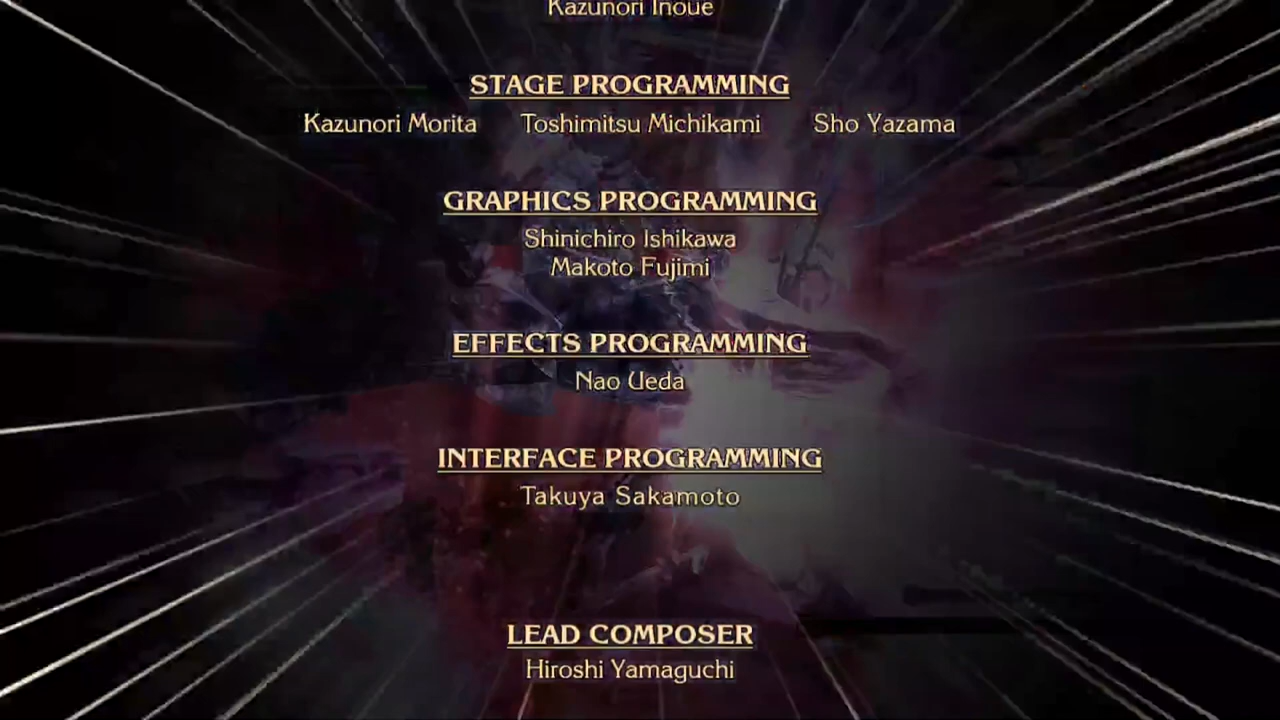 Kazunori Inoue
STAGE PROGRAMMING
Kazunori Morita Toshimitsu Michikami Sho Yazama
GRAPHICS PROGRAMMING
Shinichiro Ishikawa
Makoto Fujimi
EFFECTS PROGRAMMING
Nao Ueda
INTERFACE PROGRAMMING
Takuya Sakamoto
LEAD COMPOSER
Hiroshi Yamaguchi